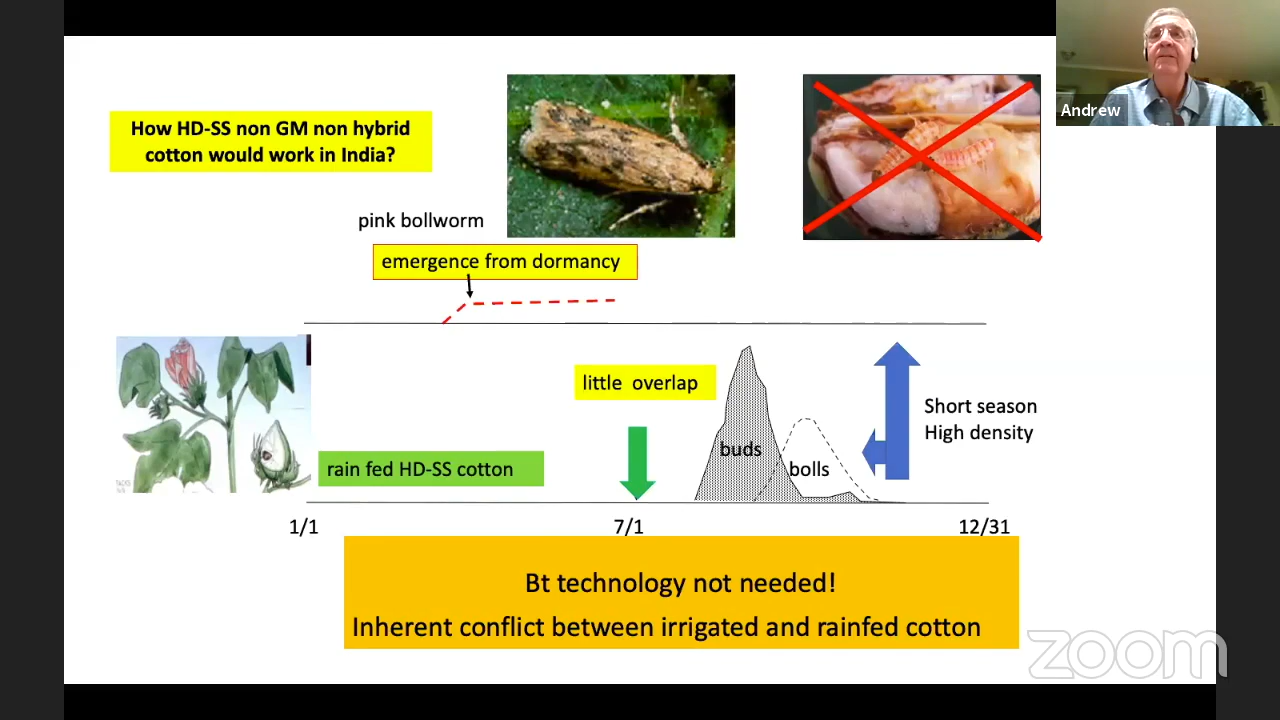 How HD-SS non GM non hybrid
cotton would work in India?
Andrew
pink bollworm
emergence from dormancy
little overlap
Short season
High density
buds
bolls
rain fed HD-SS cotton
1/1
7/1
12/31
Bt technology not needed!
Inherent conflict between irrigated and rainfed cotton
zoom